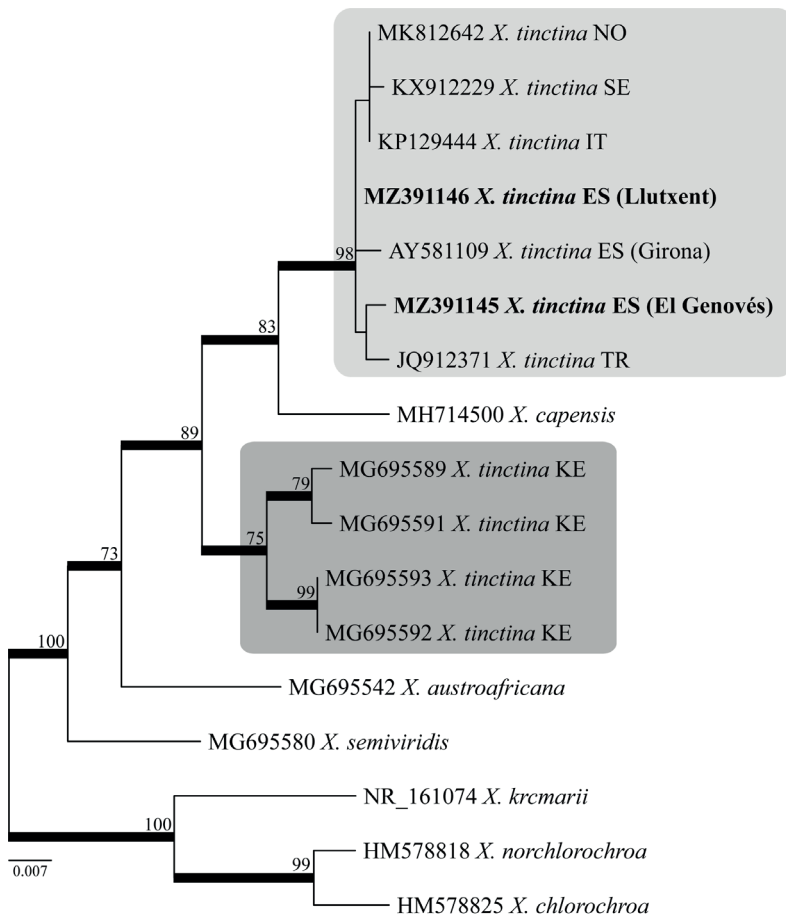 MK812642 X. tinctina NO
KX912229 X. tinctina SE
KP129444 X. tinctina IT
MZ391146 X. tinctina ES (Llutxent)
98
AY581109 X. tinctina ES (Girona)
MZ391145 X. tinctina ES (El Genovés)
83
JQ912371 X. tinctina TR
MH714500 X. capensis
89
MG695589 X. tinctina KE
79
MG695591 X. tinctina KE
75
73
MG695593 X. tinctina KE
99
MG695592 X. tinctina KE
100
MG695542 X. austroafricana
MG695580 X. semiviridis
NR_161074 X. krcmarii
100
HM578818 X. norchlorochroa
99
0.007
HM578825 X. chlorochroa